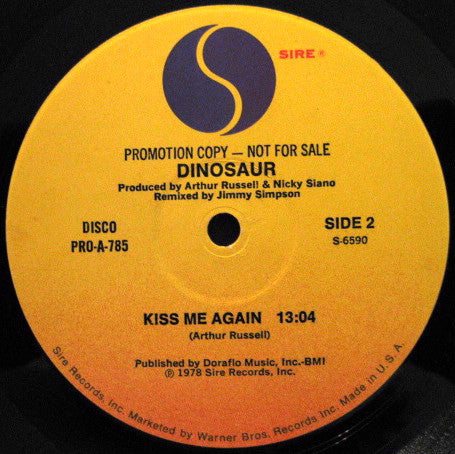 SIRE ®
PROMOTION COPY — NOT FOR SALE
DINOSAUR
Produced by Arthur Russell & Nicky Siano
Remixed by Jimmy Simpson
DISCO
PRO-A-785
SIDE 2
S-6590
KISS ME AGAIN 13:04
(Arthur Russell)
Published by Doraflo Music, Inc.-BMI
℗ 1978 Sire Records, Inc.
Sire Records, Inc. Marketed by Warner Bros. Records Inc. Made in U.S.A.